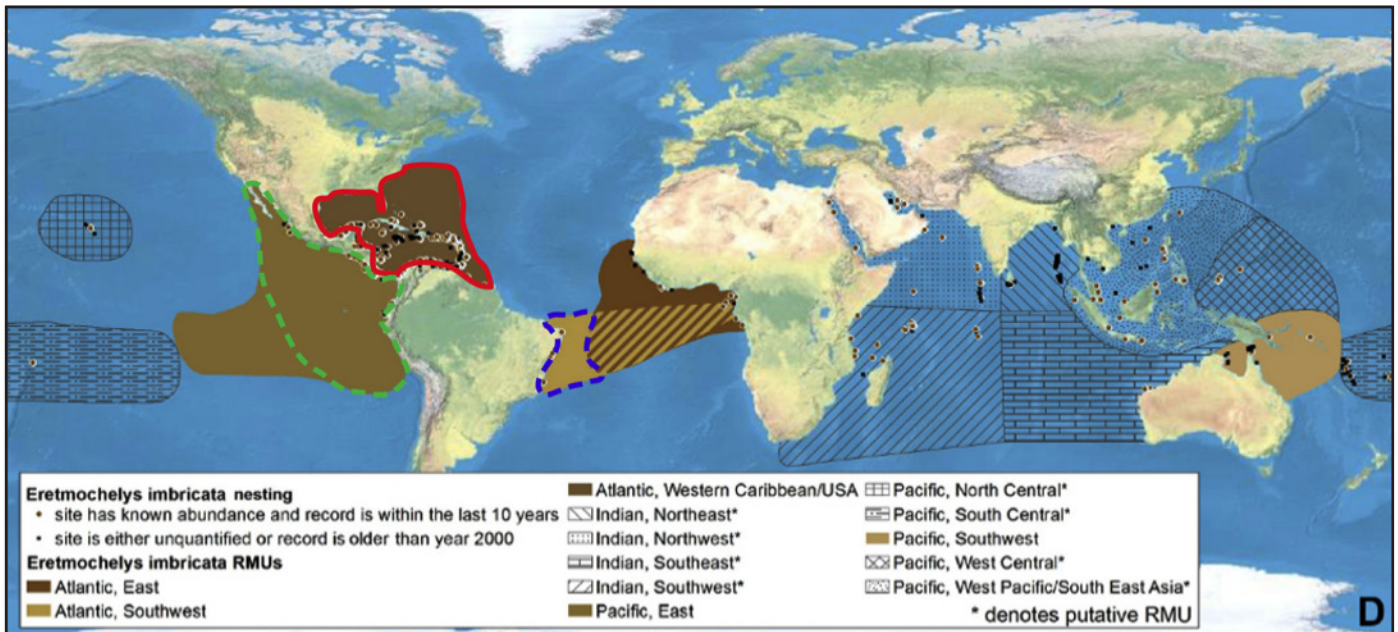 Eretmochelys imbricata nesting
site has known abundance and record is within the last 10 years
site is either unquantified or record is older than year 2000
Eretmochelys imbricata RMUs
Atlantic, East
Atlantic, Southwest
Atlantic, Western Caribbean/USA
Indian, Northeast*
Indian, Northwest*
Indian, Southeast*
Indian, Southwest*
Pacific, East
Pacific, North Central*
Pacific, South Central*
Pacific, Southwest
Pacific, West Central*
Pacific, West Pacific/South East Asia*
* denotes putative RMU
D